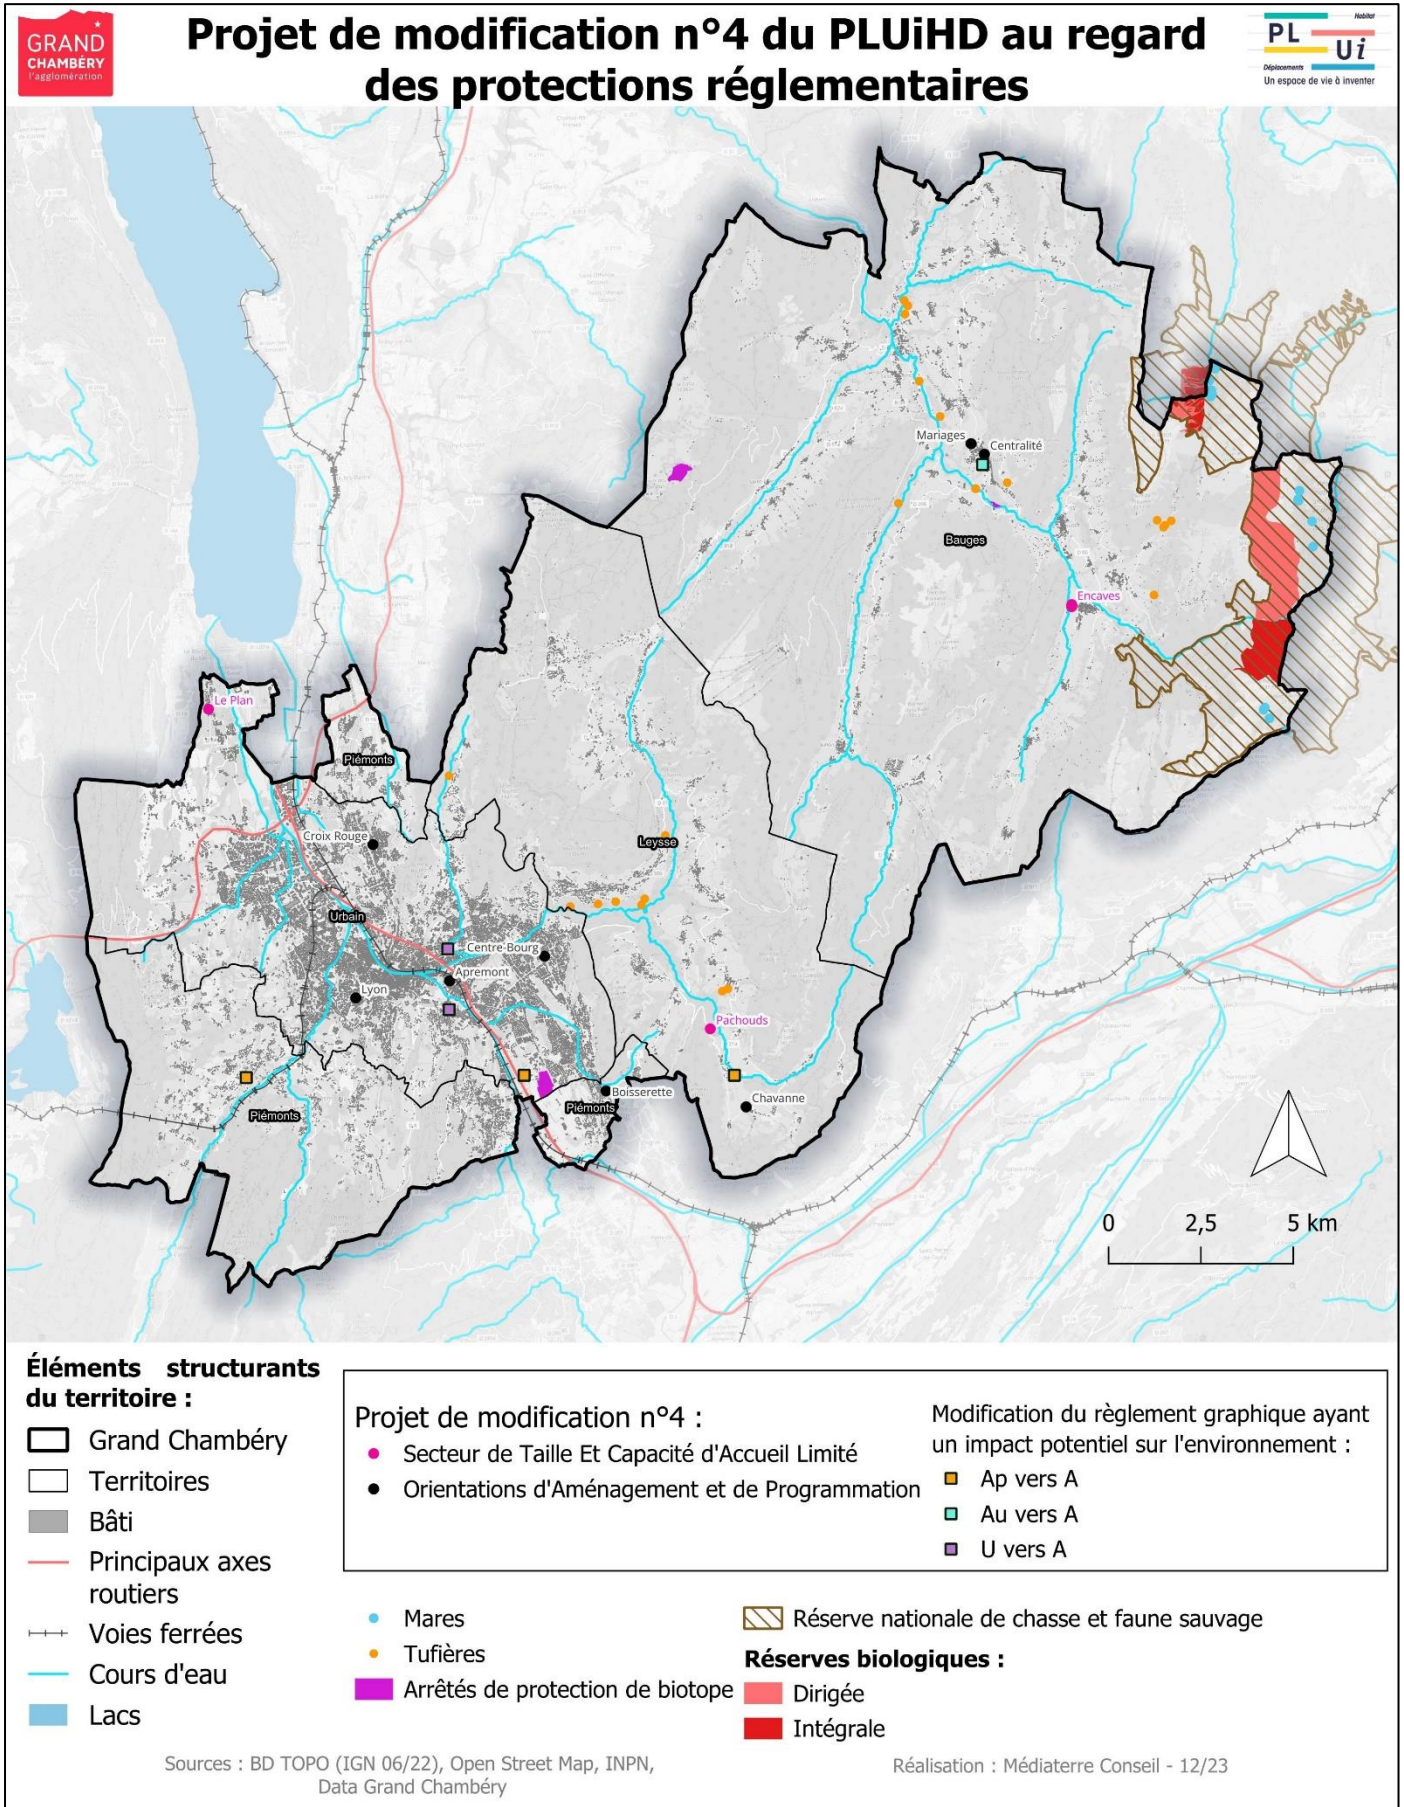 GRAND
CHAMBÉRY
l'agglomération
Projet de modification n°4 du PLUiHD au regard
des protections réglementaires
Habitat
PL
Ui
Déplacements
Un espace de vie à inventer
Mariages
Centralité
Bauges
Encaves
Le Plan
Piémonts
Croix Rouge
Leysse
Urbain
Centre-Bourg
Apremont
Lyon
Pachouds
Boisserette
Chavanne
Piémonts
Piémonts
0 2,5 5 km
Éléments structurants
du territoire :
Grand Chambéry
Territoires
Bâti
Principaux axes
routiers
Voies ferrées
Cours d'eau
Lacs
Projet de modification n°4 :
Secteur de Taille Et Capacité d'Accueil Limité
Orientations d'Aménagement et de Programmation
Modification du règlement graphique ayant
un impact potentiel sur l'environnement :
Ap vers A
Au vers A
U vers A
Mares
Tufières
Arrêtés de protection de biotope
Réserve nationale de chasse et faune sauvage
Réserves biologiques :
Dirigée
Intégrale
Sources : BD TOPO (IGN 06/22), Open Street Map, INPN,
Data Grand Chambéry
Réalisation : Médiaterre Conseil - 12/23